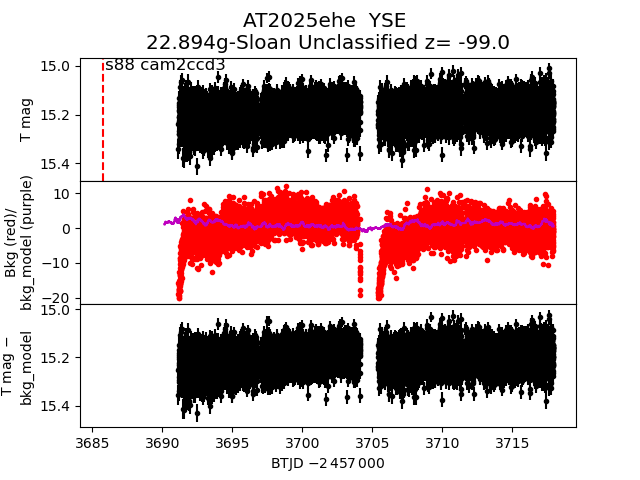 AT2025ehe  YSE
22.894g-Sloan Unclassified z= -99.0
s88 cam2ccd3
15.0
15.2
15.4
T mag
10
0
−10
−20
Bkg (red)/
bkg_model (purple)
15.0
15.2
15.4
T mag −
bkg_model
3685
3690
3695
3700
3705
3710
3715
BTJD −2 457 000